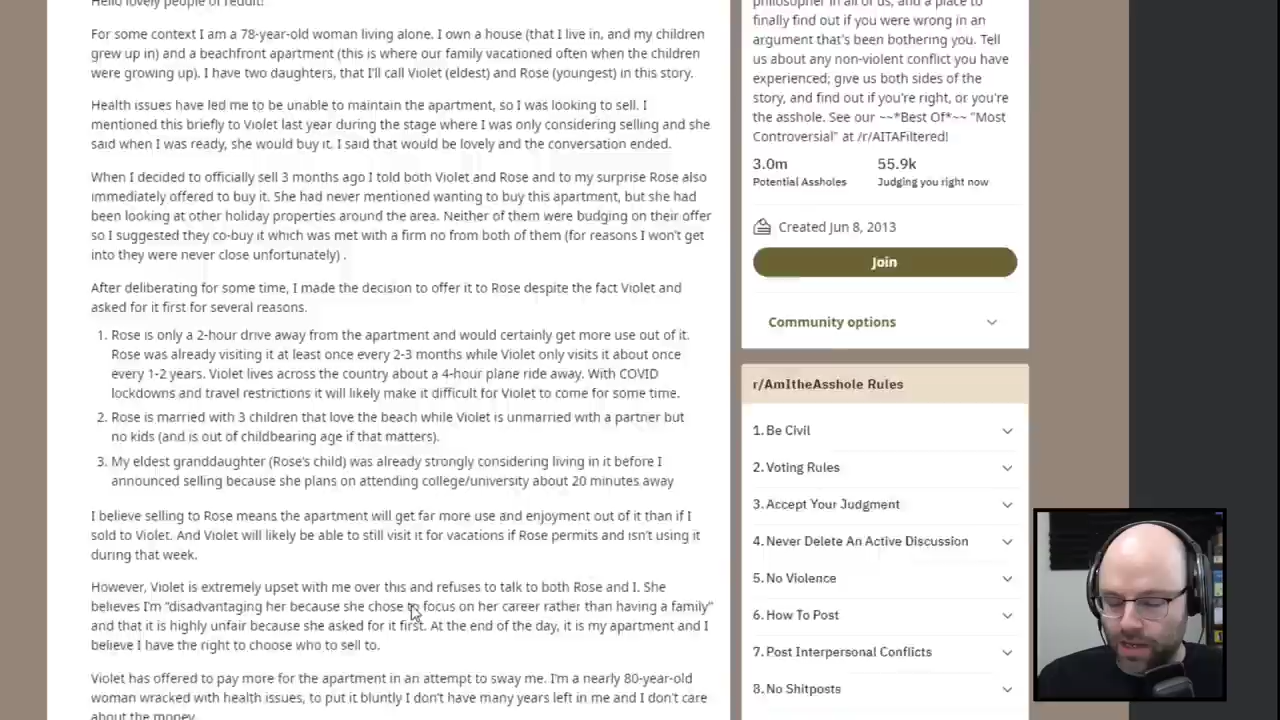 Hello lovely people of reddit!
For some context I am a 78-year-old woman living alone. I own a house (that I live in, and my children
grew up in) and a beachfront apartment (this is where our family vacationed often when the children
were growing up). I have two daughters, that I'll call Violet (eldest) and Rose (youngest) in this story.
Health issues have led me to be unable to maintain the apartment, so I was looking to sell. I
mentioned this briefly to Violet last year during the stage where I was only considering selling and she
said when I was ready, she would buy it. I said that would be lovely and the conversation ended.
When I decided to officially sell 3 months ago I told both Violet and Rose and to my surprise Rose also
immediately offered to buy it. She had never mentioned wanting to buy this apartment, but she had
been looking at other holiday properties around the area. Neither of them were budging on their offer
so I suggested they co-buy it which was met with a firm no from both of them (for reasons I won't get
into they were never close unfortunately) .
After deliberating for some time, I made the decision to offer it to Rose despite the fact Violet and
asked for it first for several reasons.
1. Rose is only a 2-hour drive away from the apartment and would certainly get more use out of it.
Rose was already visiting it at least once every 2-3 months while Violet only visits it about once
every 1-2 years. Violet lives across the country about a 4-hour plane ride away. With COVID
lockdowns and travel restrictions it will likely make it difficult for Violet to come for some time.
2. Rose is married with 3 children that love the beach while Violet is unmarried with a partner but
no kids (and is out of childbearing age if that matters).
3. My eldest granddaughter (Rose's child) was already strongly considering living in it before I
announced selling because she plans on attending college/university about 20 minutes away
I believe selling to Rose means the apartment will get far more use and enjoyment out of it than if I
sold to Violet. And Violet will likely be able to still visit it for vacations if Rose permits and isn't using it
during that week.
However, Violet is extremely upset with me over this and refuses to talk to both Rose and I. She
believes I'm "disadvantaging her because she chose to focus on her career rather than having a family"
and that it is highly unfair because she asked for it first. At the end of the day, it is my apartment and I
believe I have the right to choose who to sell to.
Violet has offered to pay more for the apartment in an attempt to sway me. I'm a nearly 80-year-old
woman wracked with health issues, to put it bluntly I don't have many years left in me and I don't care
about the money.
philosopher in all of us, and a place to
finally find out if you were wrong in an
argument that's been bothering you. Tell
us about any non-violent conflict you have
experienced; give us both sides of the
story, and find out if you're right, or you're
the asshole. See our ~~*Best Of*~~ "Most
Controversial" at /r/AITAFiltered!
3.0m 55.9k
Potential Assholes Judging you right now
Created Jun 8, 2013
Join
Community options
r/AmItheAsshole Rules
1. Be Civil
2. Voting Rules
3. Accept Your Judgment
4. Never Delete An Active Discussion
5. No Violence
6. How To Post
7. Post Interpersonal Conflicts
8. No Shitposts